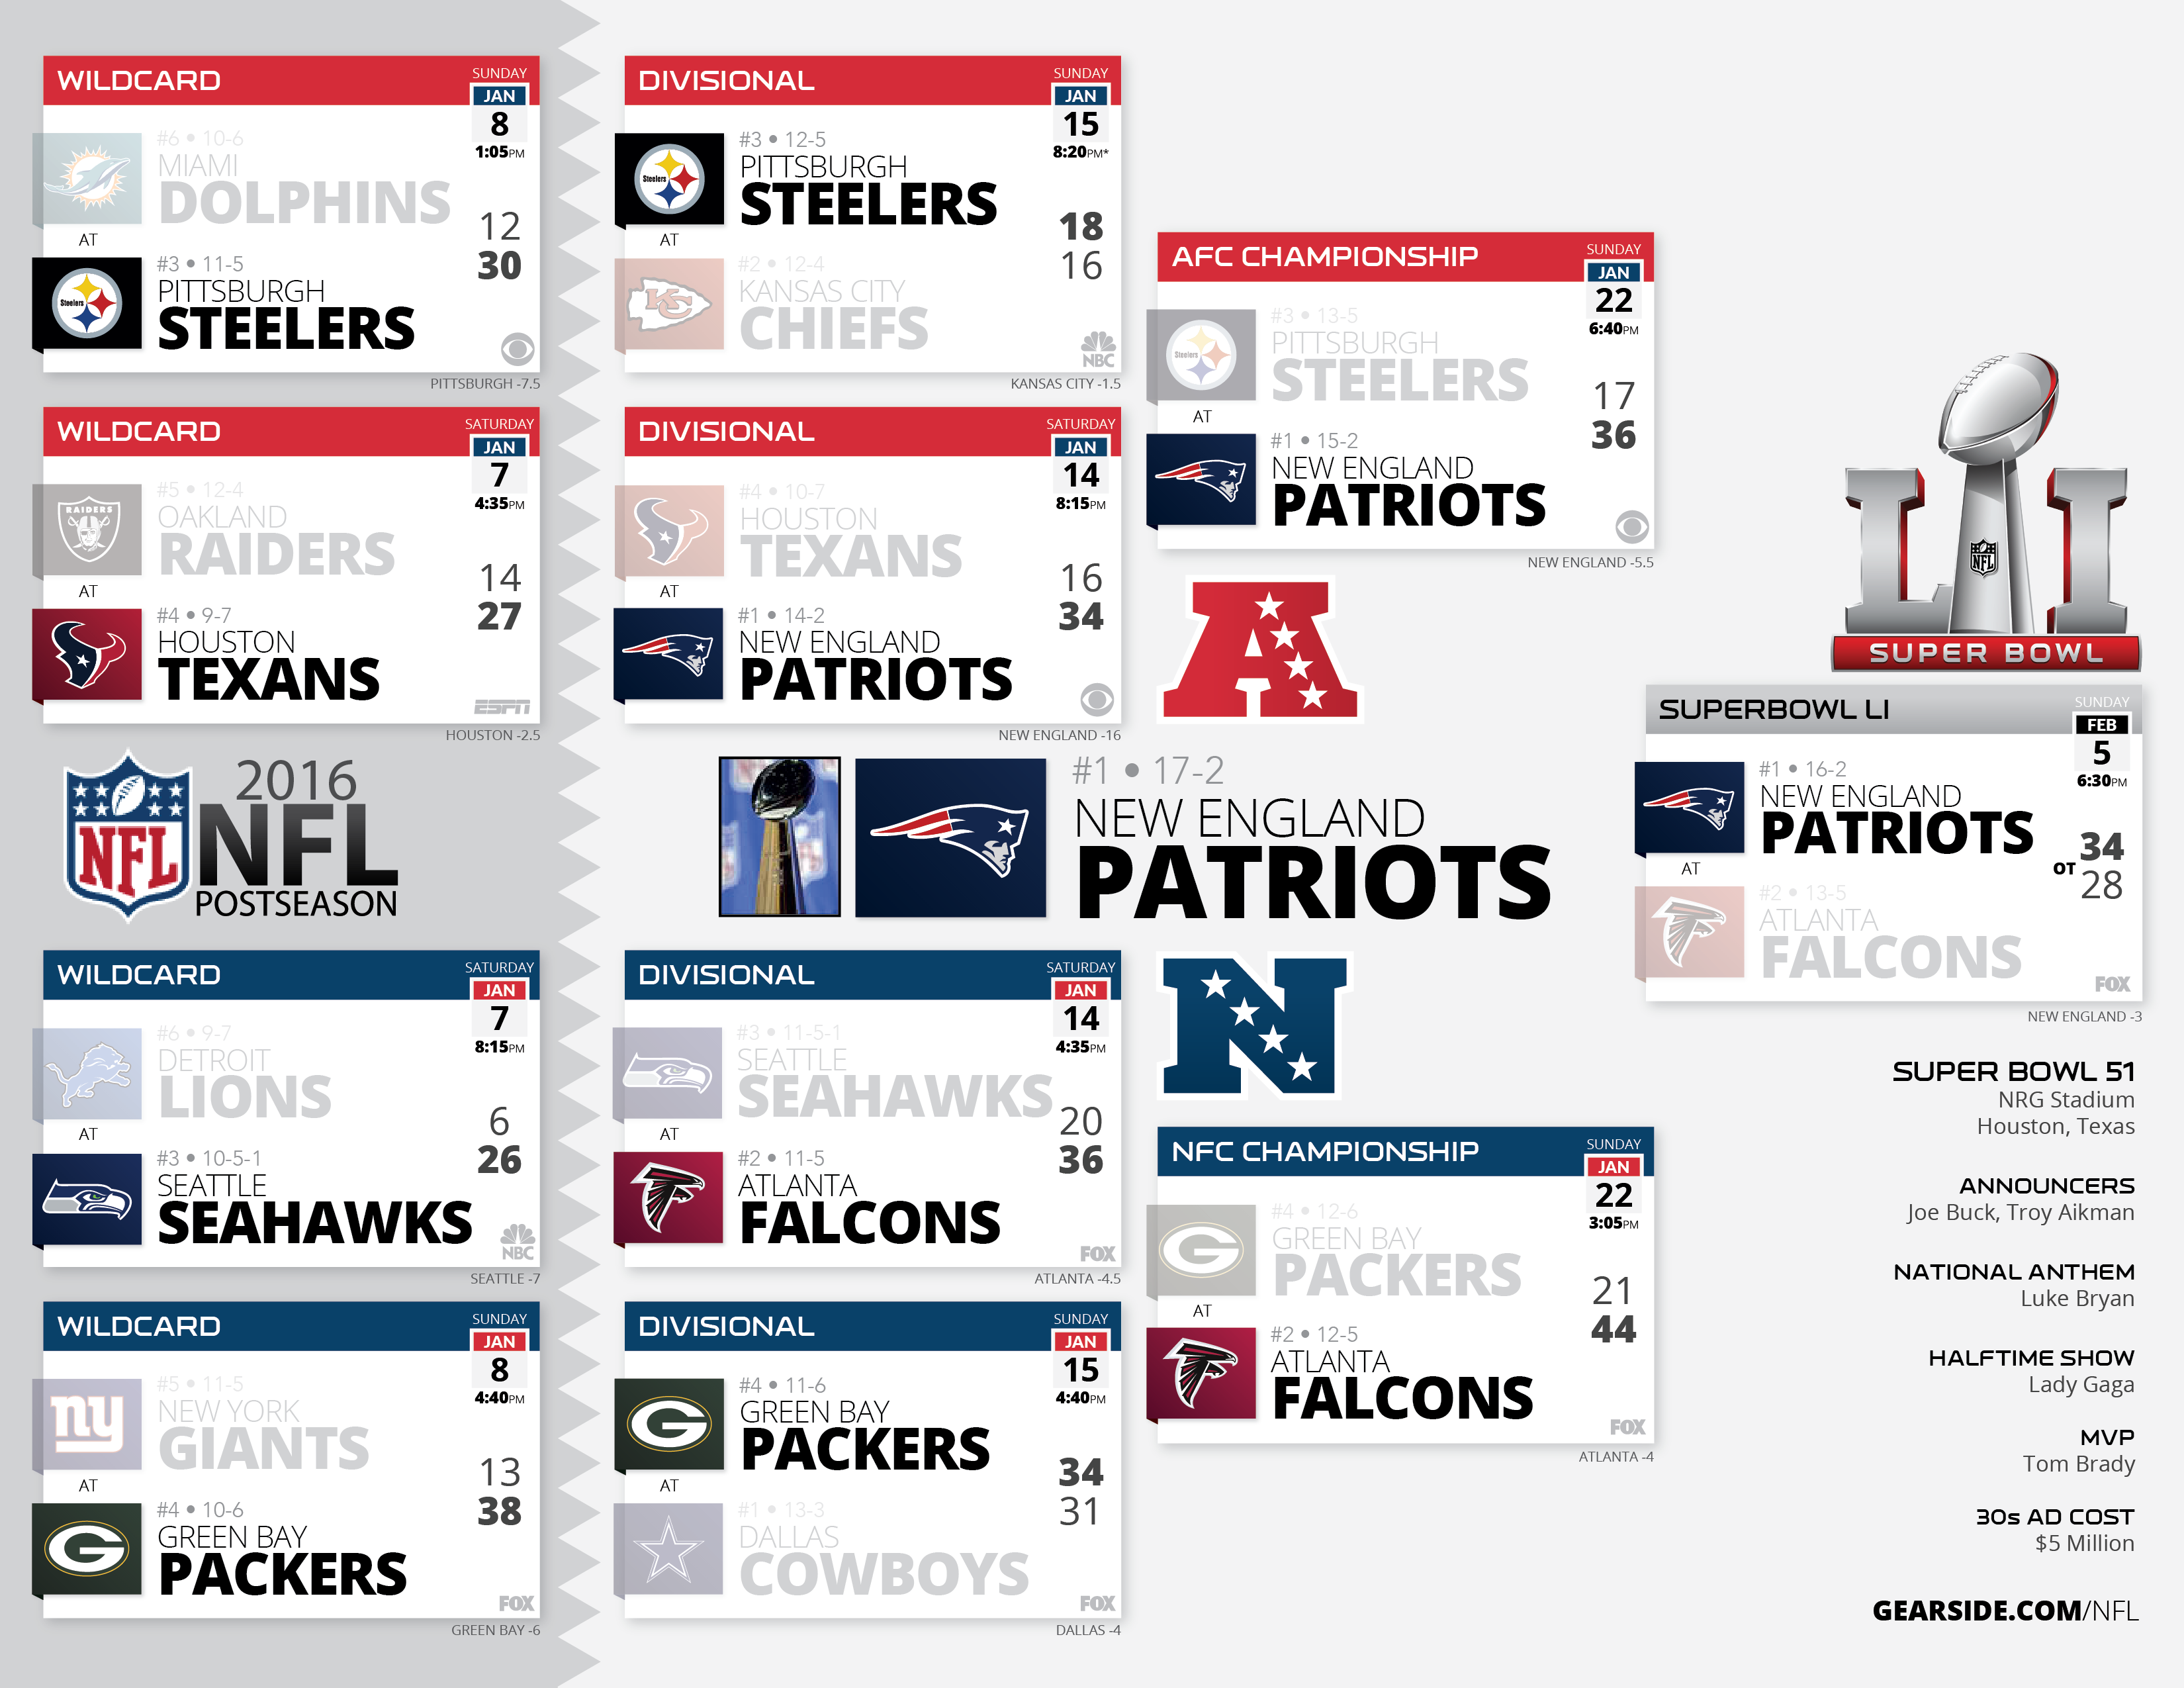 WILDCARD
SUNDAY
JAN
8
1:05PM
#6 • 10-6
MIAMI
DOLPHINS
12
AT
#3 • 11-5
PITTSBURGH
STEELERS
30
Steelers
PITTSBURGH -7.5
WILDCARD
SATURDAY
JAN
7
4:35PM
RAIDERS
#5 • 12-4
OAKLAND
RAIDERS
14
AT
#4 • 9-7
HOUSTON
TEXANS
27
ESPN
HOUSTON -2.5
NFL
2016
NFL
POSTSEASON
WILDCARD
SATURDAY
JAN
7
8:15PM
#6 • 9-7
DETROIT
LIONS
6
AT
#3 • 10-5-1
SEATTLE
SEAHAWKS
26
NBC
SEATTLE -7
WILDCARD
SUNDAY
JAN
8
4:40PM
ny
#5 • 11-5
NEW YORK
GIANTS
13
AT
G
#4 • 10-6
GREEN BAY
PACKERS
38
FOX
GREEN BAY -6
DIVISIONAL
SUNDAY
JAN
15
8:20PM*
Steelers
#3 • 12-5
PITTSBURGH
STEELERS
18
AT
KC
#2 • 12-4
KANSAS CITY
CHIEFS
16
NBC
KANSAS CITY -1.5
DIVISIONAL
SATURDAY
JAN
14
8:15PM
#4 • 10-7
HOUSTON
TEXANS
16
AT
#1 • 14-2
NEW ENGLAND
PATRIOTS
34
NEW ENGLAND -16
#1 • 17-2
NEW ENGLAND
PATRIOTS
DIVISIONAL
SATURDAY
JAN
14
4:35PM
#3 • 11-5-1
SEATTLE
SEAHAWKS
20
AT
#2 • 11-5
ATLANTA
FALCONS
36
FOX
ATLANTA -4.5
DIVISIONAL
SUNDAY
JAN
15
4:40PM
G
#4 • 11-6
GREEN BAY
PACKERS
34
AT
#1 • 13-3
DALLAS
COWBOYS
31
FOX
DALLAS -4
AFC CHAMPIONSHIP
SUNDAY
JAN
22
6:40PM
Steelers
#3 • 13-5
PITTSBURGH
STEELERS
17
AT
#1 • 15-2
NEW ENGLAND
PATRIOTS
36
NEW ENGLAND -5.5
A
N
NFC CHAMPIONSHIP
SUNDAY
JAN
22
3:05PM
G
#4 • 12-6
GREEN BAY
PACKERS
21
AT
#2 • 12-5
ATLANTA
FALCONS
44
FOX
ATLANTA -4
LI
NFL
SUPER BOWL
SUPERBOWL LI
SUNDAY
FEB
5
6:30PM
#1 • 16-2
NEW ENGLAND
PATRIOTS
34
AT
OT
#2 • 13-5
ATLANTA
FALCONS
28
FOX
NEW ENGLAND -3
SUPER BOWL 51
NRG Stadium
Houston, Texas
ANNOUNCERS
Joe Buck, Troy Aikman
NATIONAL ANTHEM
Luke Bryan
HALFTIME SHOW
Lady Gaga
MVP
Tom Brady
30s AD COST
$5 Million
GEARSIDE.COM/NFL